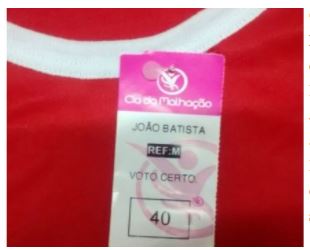 Cia da Malhação
JOÃO BATISTA
REF:M
VOTO CERTO:
40